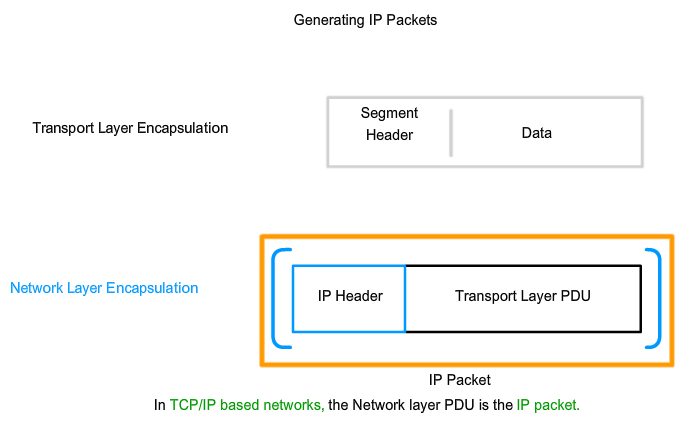 Generating IP Packets
Transport Layer Encapsulation
Segment
Header
Data
Network Layer Encapsulation
IP Header
Transport Layer PDU
IP Packet
In TCP/IP based networks, the Network layer PDU is the IP packet.